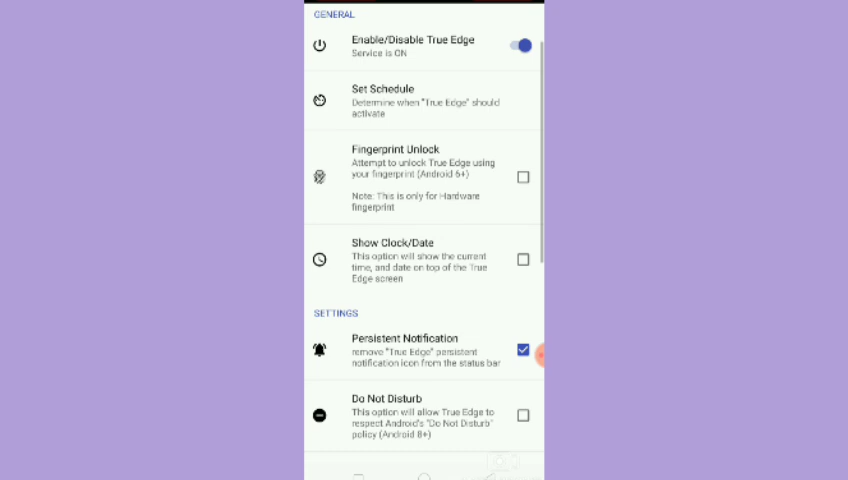 GENERAL
Enable/Disable True Edge
Service is ON
Set Schedule
Determine when "True Edge" should
activate
Fingerprint Unlock
Attempt to unlock True Edge using
your fingerprint (Android 6+)
Note: This is only for Hardware
fingerprint
Show Clock/Date
This option will show the current
time, and date on top of the True
Edge screen
SETTINGS
Persistent Notification
remove "True Edge" persistent
notification icon from the status bar
Do Not Disturb
This option will allow True Edge to
respect Android's "Do Not Disturb"
policy (Android 8+)